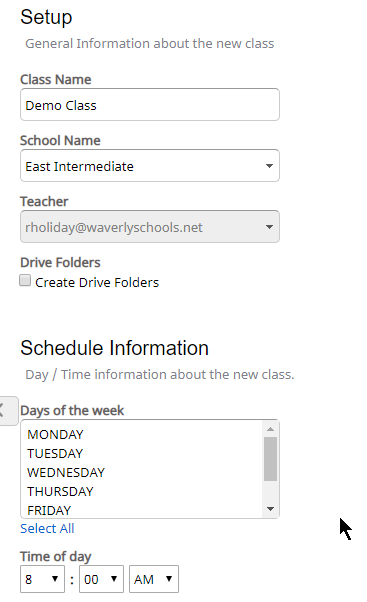 Setup
General Information about the new class
Class Name
Demo Class
School Name
East Intermediate
Teacher
rholiday@waverlyschools.net
Drive Folders
Create Drive Folders
Schedule Information
Day / Time information about the new class.
Days of the week
MONDAY
TUESDAY
WEDNESDAY
THURSDAY
FRIDAY
Select All
Time of day
8 : 00 AM